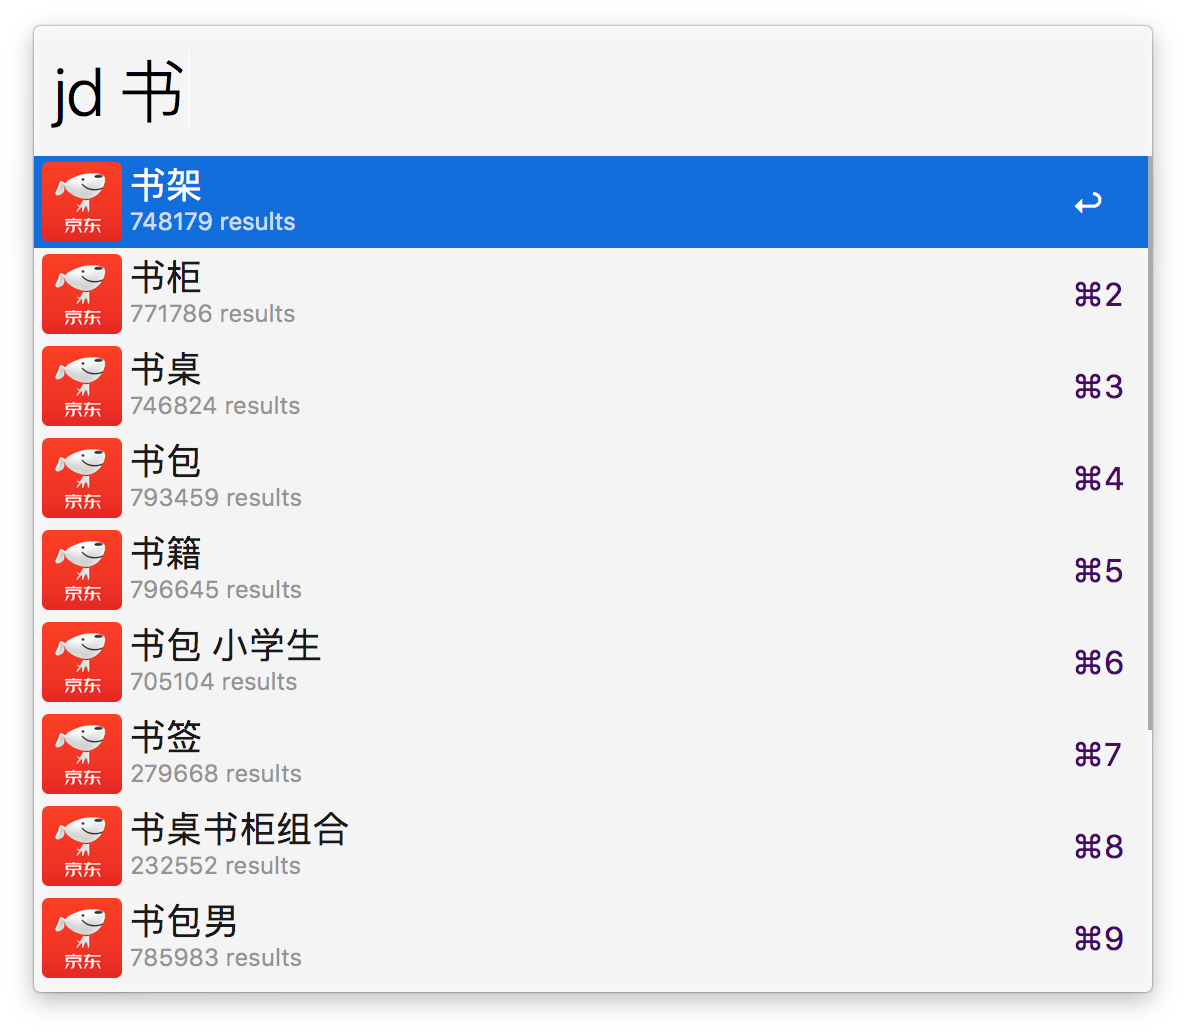 jd 书
京东
书架
748179 results
↩
京东
书柜
771786 results
⌘2
京东
书桌
746824 results
⌘3
京东
书包
793459 results
⌘4
京东
书籍
796645 results
⌘5
京东
书包 小学生
705104 results
⌘6
京东
书签
279668 results
⌘7
京东
书桌书柜组合
232552 results
⌘8
京东
书包男
785983 results
⌘9